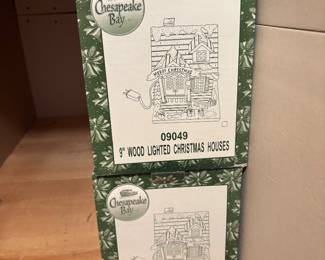 Chesapeake
Bay
MERRY CHRISTMAS
09049
9" WOOD LIGHTED CHRISTMAS HOUSES
Chesapeake
Bay